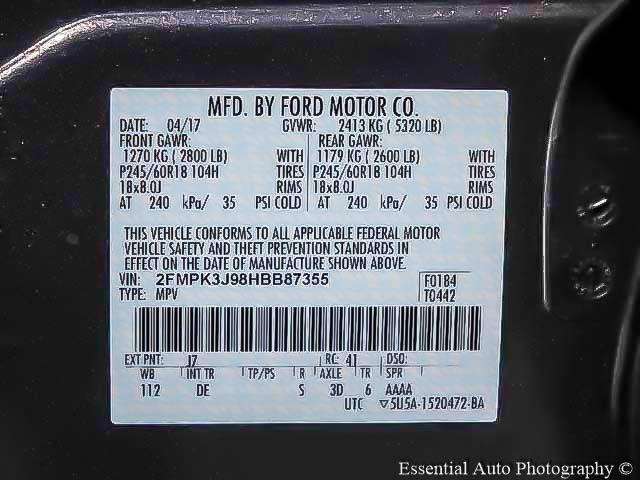 MFD. BY FORD MOTOR CO.
DATE: 04/17 GVWR: 2413 KG ( 5320 LB)
FRONT GAWR: REAR GAWR:
1270 KG ( 2800 LB) WITH 1179 KG ( 2600 LB) WITH
P245/60R18 104H TIRES P245/60R18 104H TIRES
18x8.0J RIMS 18x8.0J RIMS
AT 240 kPa/ 35 PSI COLD AT 240 kPa/ 35 PSI COLD
THIS VEHICLE CONFORMS TO ALL APPLICABLE FEDERAL MOTOR
VEHICLE SAFETY AND THEFT PREVENTION STANDARDS IN
EFFECT ON THE DATE OF MANUFACTURE SHOWN ABOVE.
VIN: 2FMPK3J98HBB87355 F0184
TYPE: MPV T0442
EXT PNT: J7 RC: 41 DSO:
WB INT TR TP/PS R AXLE TR SPR
112 DE S 3D 6 AAAA
UTC ▽5U5A-1520472-BA
Essential Auto Photography (c)